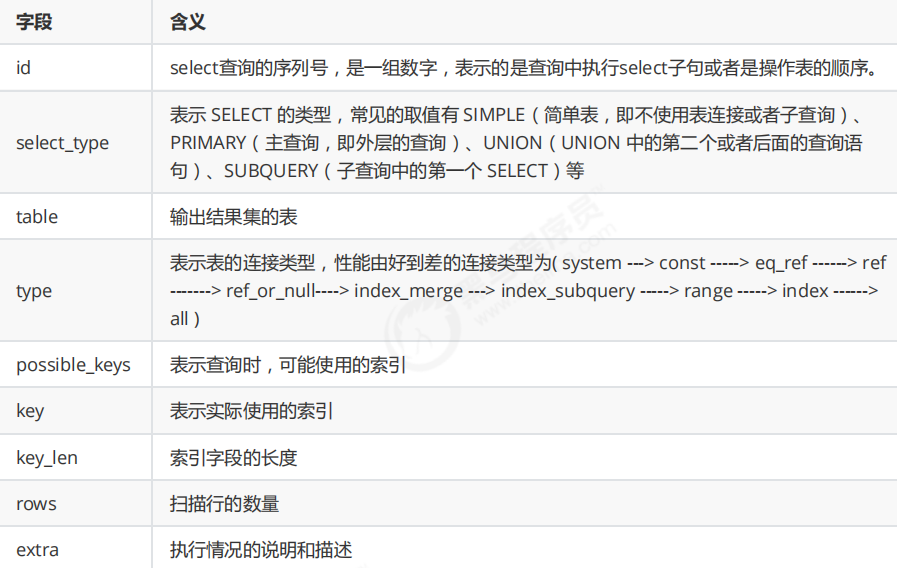 字段 含义
id select查询的序列号，是一组数字，表示的是查询中执行select子句或者是操作表的顺序。
select_type 表示 SELECT 的类型，常见的取值有 SIMPLE（简单表，即不使用表连接或者子查询）、
PRIMARY（主查询，即外层的查询）、UNION（UNION 中的第二个或者后面的查询语
句）、SUBQUERY（子查询中的第一个 SELECT）等
table 输出结果集的表
type 表示表的连接类型，性能由好到差的连接类型为( system ---> const -----> eq_ref ------> ref
-------> ref_or_null----> index_merge ---> index_subquery -----> range -----> index ------>
all )
possible_keys 表示查询时，可能使用的索引
key 表示实际使用的索引
key_len 索引字段的长度
rows 扫描行的数量
extra 执行情况的说明和描述